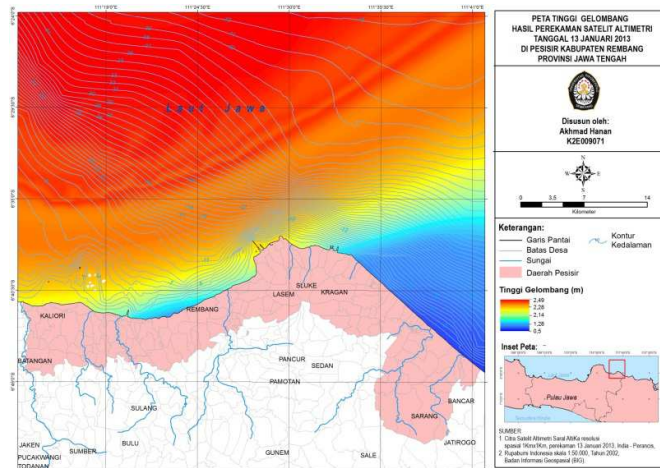 PETA TINGGI GELOMBANG
HASIL PEREKAMAN SATELIT ALTIMETRI
TANGGAL 13 JANUARI 2013
DI PESISIR KABUPATEN REMBANG
PROVINSI JAWA TENGAH
Disusun oleh:
Akhmad Hanan
K2E009071
N
W E
S
0 3,5 7 14
Kilometer
Keterangan:
Garis Pantai
Batas Desa
Sungai
Daerah Pesisir
Kontur
Kedalaman
Tinggi Gelombang (m)
2,49
2,58
2,14
1,26
0,5
Inset Peta:
Pulau Jawa
SUMBER
1. Citra Satelit Altimetri Saral AltiKa resolusi
spasial 1Kmx1Km, perekaman 13 Januari 2013, India - Perancis,
2. Rupabumi Indonesia skala 1:50.000, Tahun 2002,
Badan Informasi Geospasial (BIG).
Laut Jawa
KALIORI
REMBANG
LASEM
SLUKE
KRAGAN
BATANGAN
PANCUR
SEDAN
PAMOTAN
SULANG
SARANG
BANCAR
JAKEN
PUCAKWANGI
TODANAN
SUMBER
BULU
GUNEM
SALE
JATIROGO